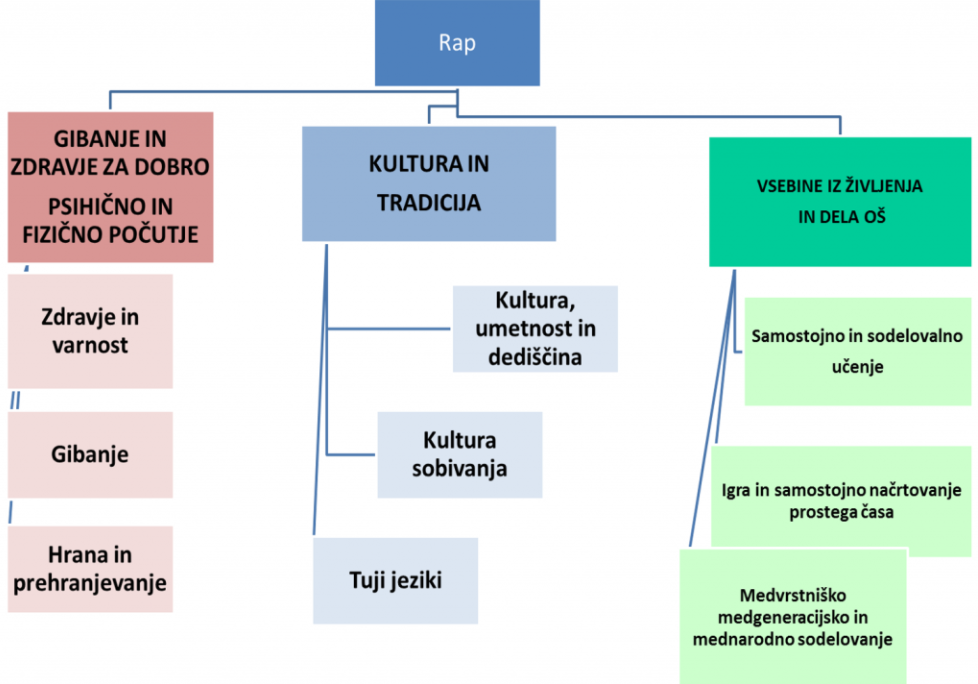 Rap
GIBANJE IN
ZDRAVJE ZA DOBRO
PSIHIČNO IN
FIZIČNO POČUTJE
Zdravje in
varnost
Gibanje
Hrana in
prehranjevanje
KULTURA IN
TRADICIJA
Kultura,
umetnost in
dediščina
Kultura
sobivanja
Tuji jeziki
VSEBINE IZ ŽIVLJENJA
IN DELA OŠ
Samostojno in sodelovalno
učenje
Igra in samostojno načrtovanje
prostega časa
Medvrstniško
medgeneracijsko in
mednarodno sodelovanje